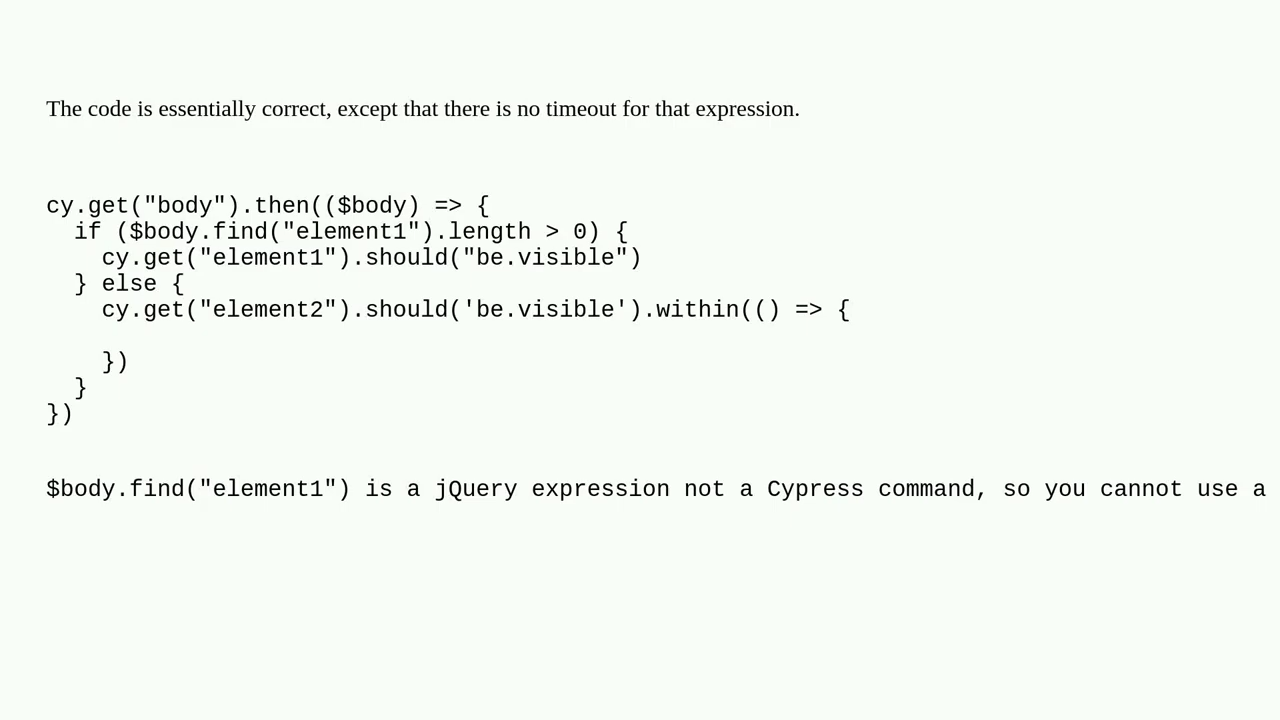 The code is essentially correct, except that there is no timeout for that expression.
cy.get("body").then(($body) => {
  if ($body.find("element1").length > 0) {
    cy.get("element1").should("be.visible")
  } else {
    cy.get("element2").should('be.visible').within(() => {
    })
  }
})
$body.find("element1") is a jQuery expression not a Cypress command, so you cannot use a